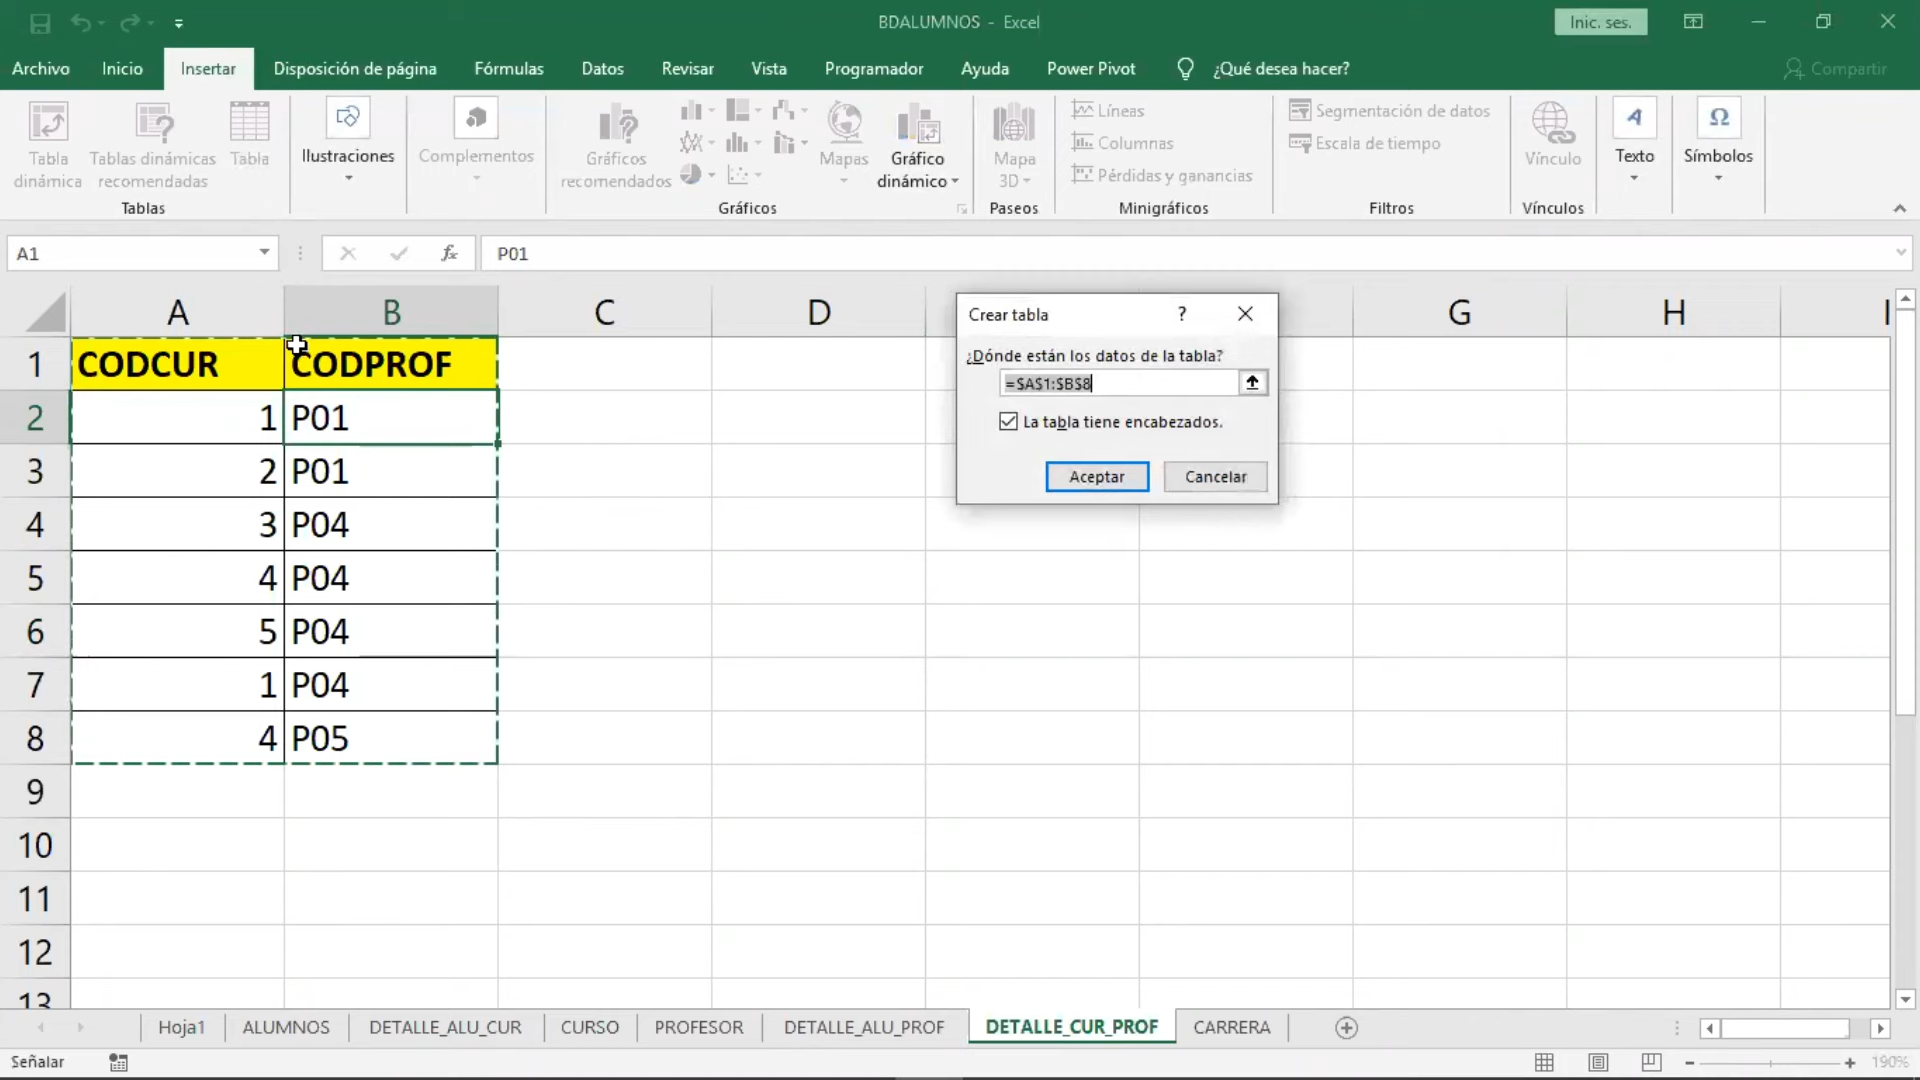 BDALUMNOS - Excel
Inic. ses.
Archivo Inicio Insertar Disposición de página Fórmulas Datos Revisar Vista Programador Ayuda Power Pivot ¿Qué desea hacer? Compartir
Tabla dinámica
Tablas dinámicas recomendadas
Tabla
Tablas
Ilustraciones
Complementos
Gráficos recomendados
Mapas
Gráfico dinámico
Gráficos
Mapa 3D
Paseos
Líneas
Columnas
Pérdidas y ganancias
Minigráficos
Segmentación de datos
Escala de tiempo
Filtros
Vínculo
Vínculos
Texto
Símbolos
A1 fx P01
A B C D G H I
1 CODCUR CODPROF
2 1 P01
3 2 P01
4 3 P04
5 4 P04
6 5 P04
7 1 P04
8 4 P05
9
10
11
12
13
Crear tabla ?
¿Dónde están los datos de la tabla?
=$A$1:$B$8
La tabla tiene encabezados.
Aceptar Cancelar
Hoja1 ALUMNOS DETALLE_ALU_CUR CURSO PROFESOR DETALLE_ALU_PROF DETALLE_CUR_PROF CARRERA
Señalar
190%